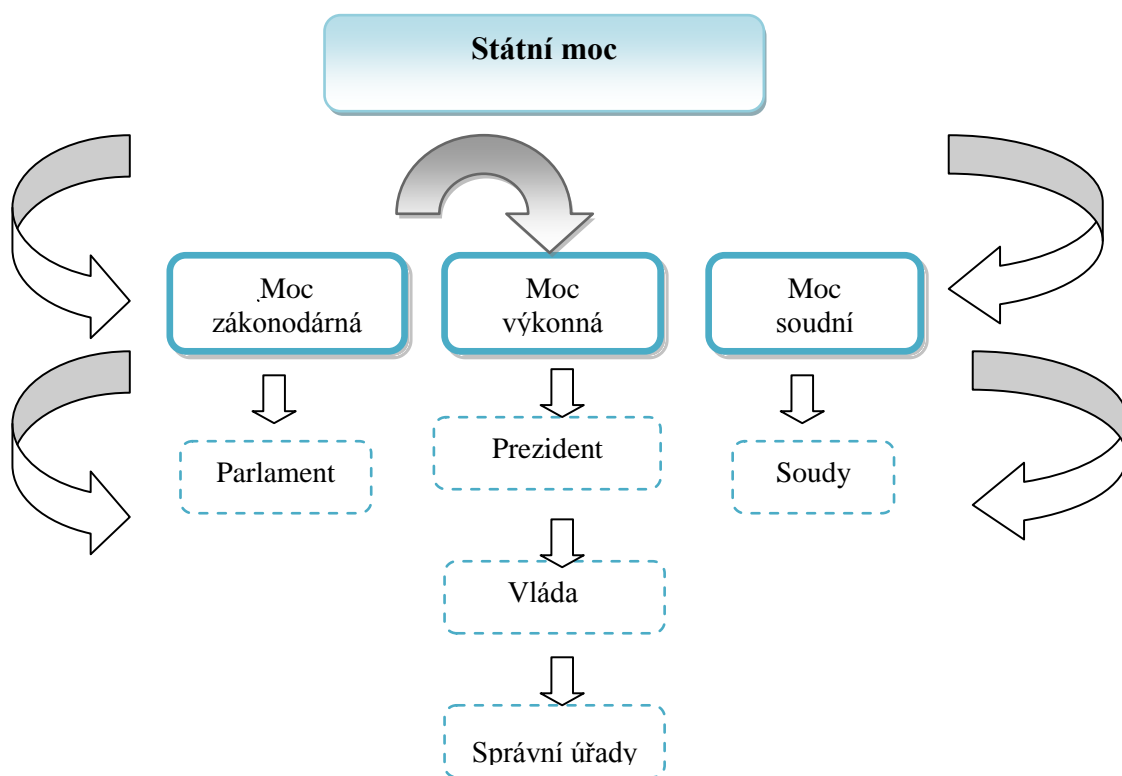 Státní moc
Moc
zákonodárná
Moc
výkonná
Moc
soudní
Parlament
Prezident
Soudy
Vláda
Správní úřady